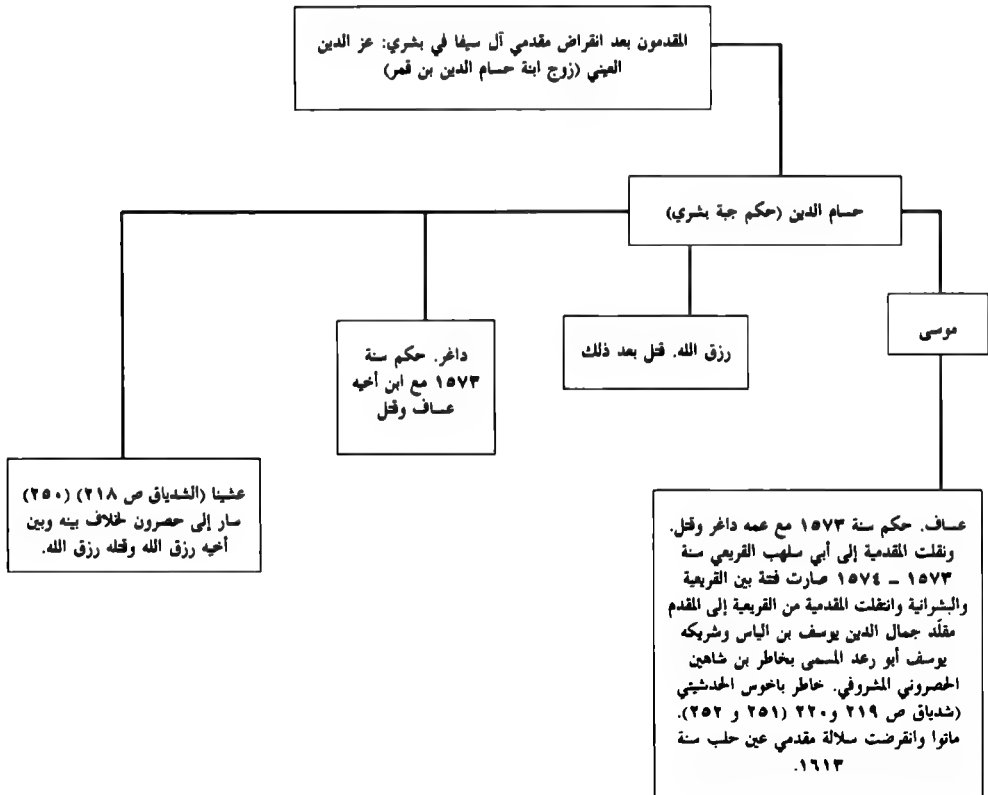 المقدمون بعد انقراض مقدمي آل سيفا في بشري: عز الدين
العيني (زوج ابنة حسام الدين بن قمر)
حسام الدين (حكم جبة بشري)
موسى
رزق الله. قتل بعد ذلك
داغر. حكم سنة
١٥٧٣ مع ابن أخيه
عساف وقتل
عشينا (الشدياق ص ٢١٨) (٢٥٠)
سار إلى حصرون لخلاف بينه وبين
أخيه رزق الله وقتله رزق الله.
عساف. حكم سنة ١٥٧٣ مع عمه داغر وقتل.
ونقلت المقدمية إلى أبي سلهب القريعي سنة
١٥٧٣ – ١٥٧٤ صارت فتنة بين القريعية
والبشرانية وانتقلت المقدمية من القريعية إلى المقدم
مقلّد جمال الدين يوسف بن الياس وشريكه
يوسف أبو رعد المسمى بخاطر بن شاهين
الحصروني المشروقي. خاطر باخوس الحدشيتي
(شدياق ص ٢١٩ و٢٢٠ (٢٥١ و ٢٥٢).
ماتوا وانقرضت سلالة مقدمي عين حلب سنة
١٦١٣.